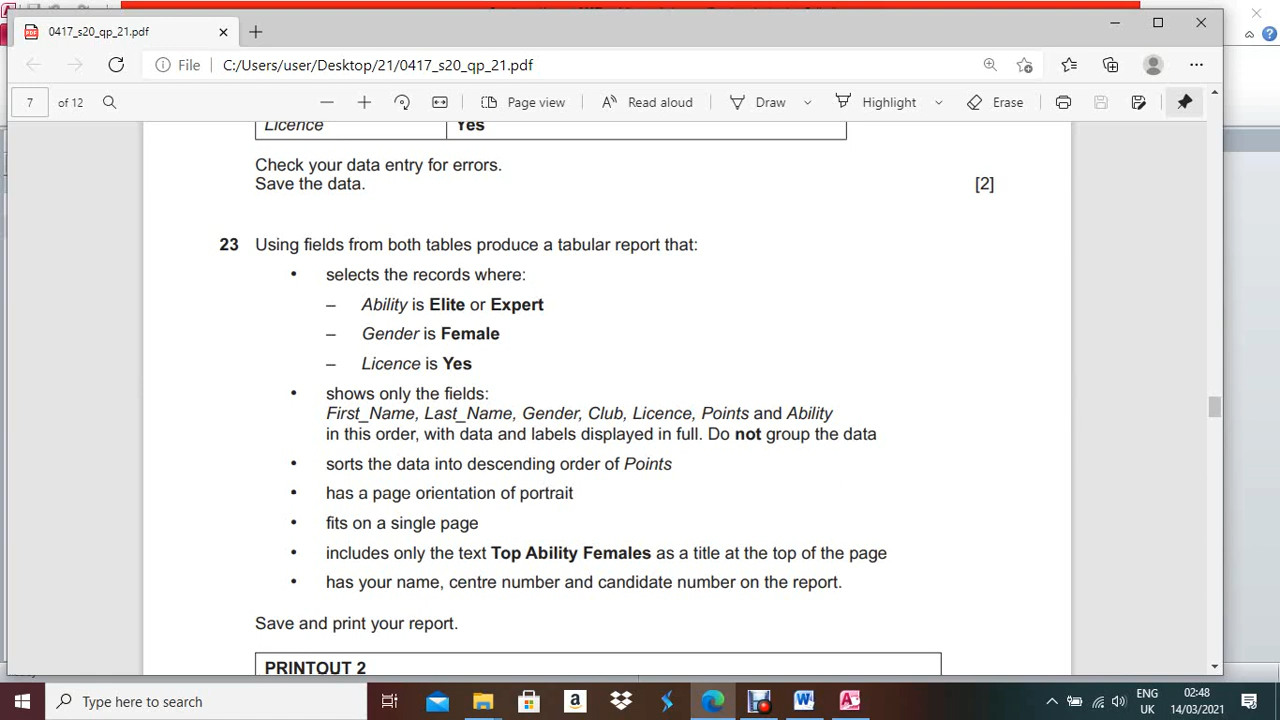 0417_s20_qp_21.pdf
File C:/Users/user/Desktop/21/0417_s20_qp_21.pdf
7 of 12 Page view Read aloud Draw Highlight Erase
Licence Yes
Check your data entry for errors.
Save the data. [2]
23 Using fields from both tables produce a tabular report that:
• selects the records where:
– Ability is Elite or Expert
– Gender is Female
– Licence is Yes
• shows only the fields:
First_Name, Last_Name, Gender, Club, Licence, Points and Ability
in this order, with data and labels displayed in full. Do not group the data
• sorts the data into descending order of Points
• has a page orientation of portrait
• fits on a single page
• includes only the text Top Ability Females as a title at the top of the page
• has your name, centre number and candidate number on the report.
Save and print your report.
PRINTOUT 2
Type here to search
ENG 02:48
UK 14/03/2021